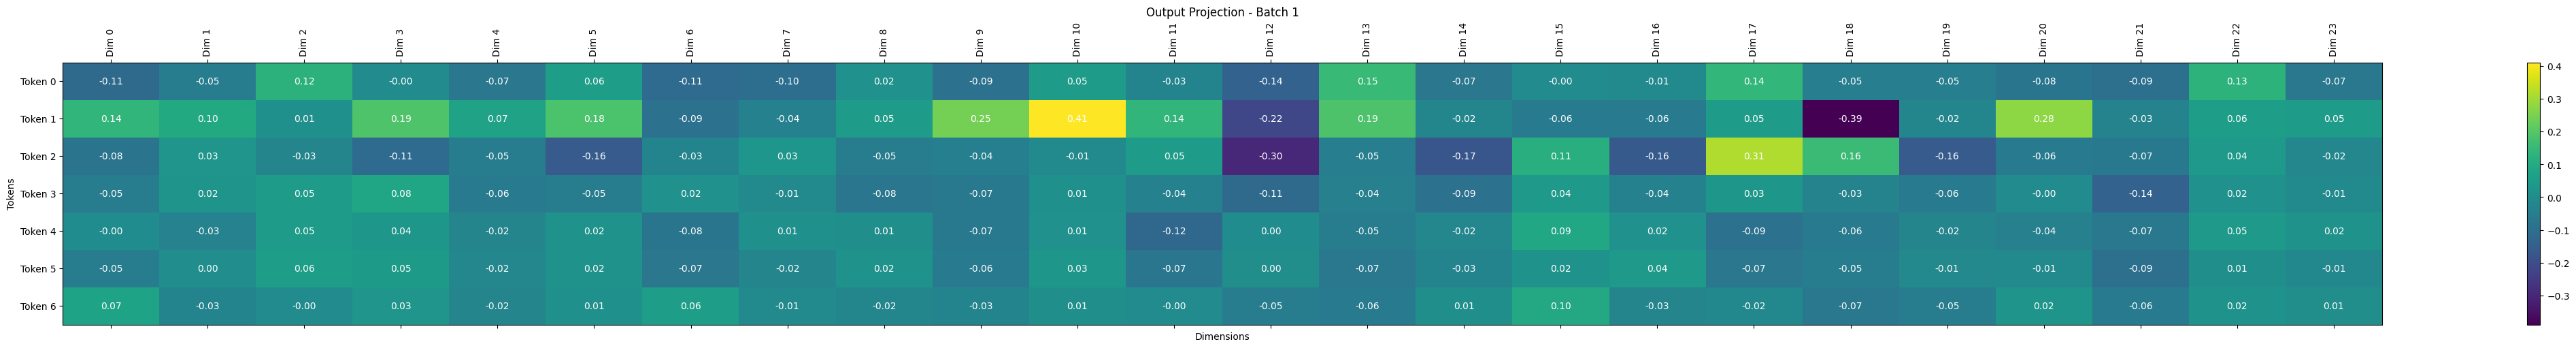 Output Projection - Batch 1
Dim 0 Dim 1 Dim 2 Dim 3 Dim 4 Dim 5 Dim 6 Dim 7 Dim 8 Dim 9 Dim 10 Dim 11 Dim 12 Dim 13 Dim 14 Dim 15 Dim 16 Dim 17 Dim 18 Dim 19 Dim 20 Dim 21 Dim 22 Dim 23
Token 0 -0.11 -0.05 0.12 -0.00 -0.07 0.06 -0.11 -0.10 0.02 -0.09 0.05 -0.03 -0.14 0.15 -0.07 -0.00 -0.01 0.14 -0.05 -0.05 -0.08 -0.09 0.13 -0.07
Token 1 0.14 0.10 0.01 0.19 0.07 0.18 -0.09 -0.04 0.05 0.25 0.41 0.14 -0.22 0.19 -0.02 -0.06 -0.06 0.05 -0.39 -0.02 0.28 -0.03 0.06 0.05
Token 2 -0.08 0.03 -0.03 -0.11 -0.05 -0.16 -0.03 0.03 -0.05 -0.04 -0.01 0.05 -0.30 -0.05 -0.17 0.11 -0.16 0.31 0.16 -0.16 -0.06 -0.07 0.04 -0.02
Token 3 -0.05 0.02 0.05 0.08 -0.06 -0.05 0.02 -0.01 -0.08 -0.07 0.01 -0.04 -0.11 -0.04 -0.09 0.04 -0.04 0.03 -0.03 -0.06 -0.00 -0.14 0.02 -0.01
Token 4 -0.00 -0.03 0.05 0.04 -0.02 0.02 -0.08 0.01 0.01 -0.07 0.01 -0.12 0.00 -0.05 -0.02 0.09 0.02 -0.09 -0.06 -0.02 -0.04 -0.07 0.05 0.02
Token 5 -0.05 0.00 0.06 0.05 -0.02 0.02 -0.07 -0.02 0.02 -0.06 0.03 -0.07 0.00 -0.07 -0.03 0.02 0.04 -0.07 -0.05 -0.01 -0.01 -0.09 0.01 -0.01
Token 6 0.07 -0.03 -0.00 0.03 -0.02 0.01 0.06 -0.01 -0.02 -0.03 0.01 -0.00 -0.05 -0.06 0.01 0.10 -0.03 -0.02 -0.07 -0.05 0.02 -0.06 0.02 0.01
Tokens
Dimensions
0.4
0.3
0.2
0.1
0.0
−0.1
−0.2
−0.3